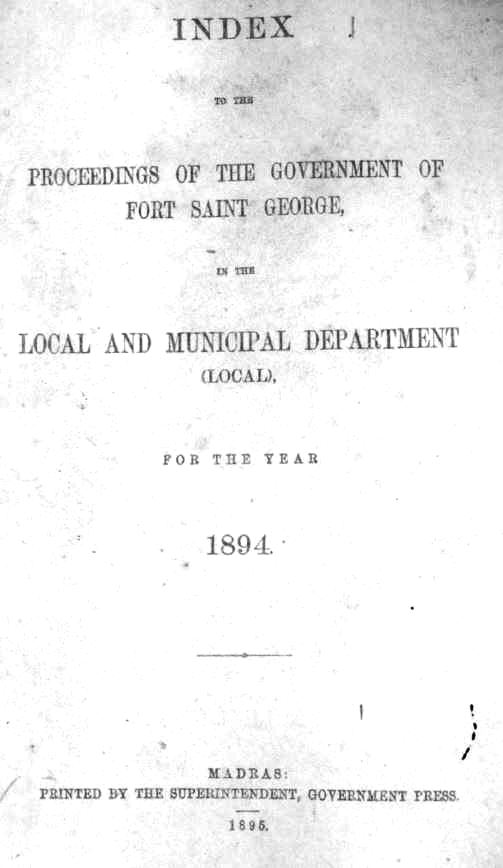 INDEX
TO THE
PROCEEDINGS OF THE GOVERNMENT OF
FORT SAINT GEORGE,
IN THE
LOCAL AND MUNICIPAL DEPARTMENT
(LOCAL),
FOR THE YEAR
1894.
MADRAS:
PRINTED BY THE SUPERINTENDENT, GOVERNMENT PRESS.
1895.